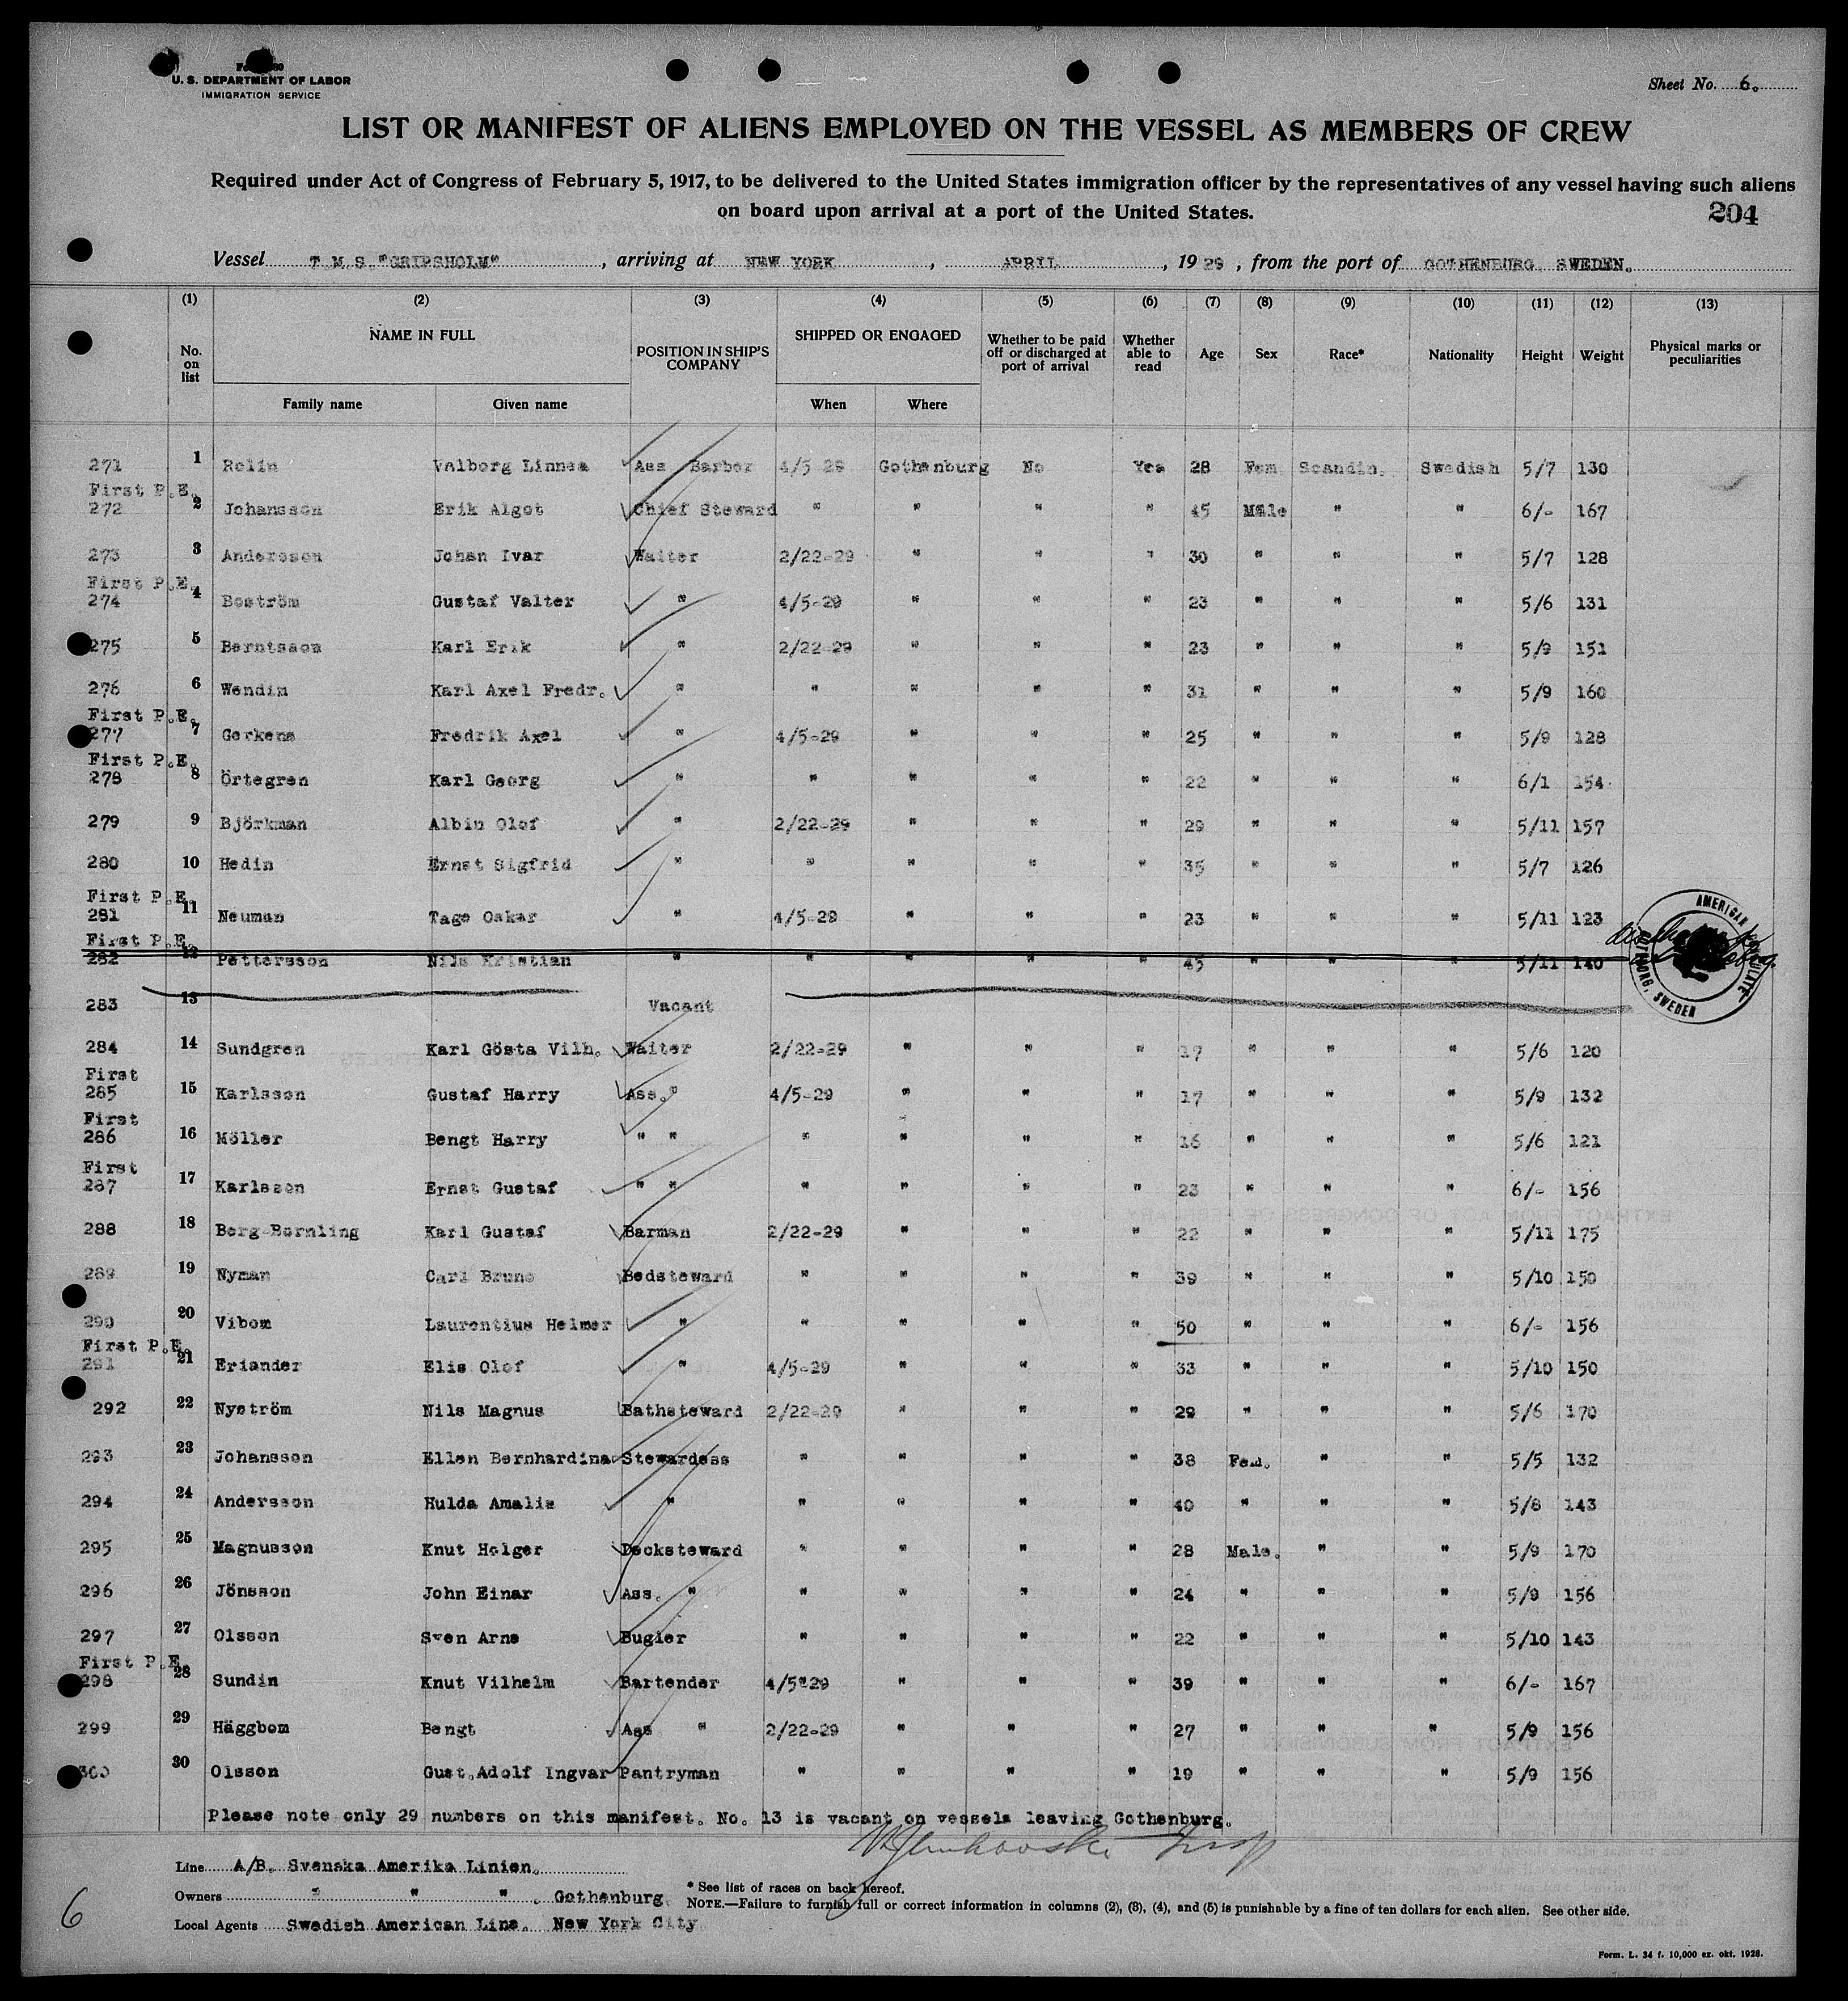 Form 680
U. S. DEPARTMENT OF LABOR
IMMIGRATION SERVICE
Sheet No. 6.
LIST OR MANIFEST OF ALIENS EMPLOYED ON THE VESSEL AS MEMBERS OF CREW
Required under Act of Congress of February 5, 1917, to be delivered to the United States immigration officer by the representatives of any vessel having such aliens
on board upon arrival at a port of the United States.
204
Vessel T M S "GRIPSHOLM", arriving at NEW YORK, APRIL, 1929, from the port of GOTHENBURG SWEDEN.
(1) (2) (3) (4) (5) (6) (7) (8) (9) (10) (11) (12) (13)
No. on list NAME IN FULL POSITION IN SHIP'S COMPANY SHIPPED OR ENGAGED Whether to be paid off or discharged at port of arrival Whether able to read Age Sex Race* Nationality Height Weight Physical marks or peculiarities
Family name Given name When Where
271 1 Rolin Valborg Linnea Ass Barber 4/5-29 Gothenburg No Yes 28 Fem. Scandin. Swedish 5/7 130
First P.E.
272 2 Johansson Erik Algot Chief Steward " " " " 45 Male " " 6/- 167
273 3 Andersson Johan Ivar Waiter 2/22-29 " " " 30 " " " 5/7 128
First P.E.
274 4 Boström Gustaf Valter " 4/5-29 " " " 23 " " " 5/6 131
275 5 Berntsson Karl Erik " 2/22-29 " " " 23 " " " 5/9 151
276 6 Wendin Karl Axel Fredr. " " " " " 31 " " " 5/9 160
First P.E.
277 7 Gerkens Fredrik Axel " 4/5-29 " " " 25 " " " 5/9 128
First P.E.
278 8 Örtegren Karl Georg " " " " " 22 " " " 6/1 154
279 9 Björkman Albin Olof " 2/22-29 " " " 29 " " " 5/11 157
280 10 Hedin Ernst Sigfrid " " " " " 35 " " " 5/7 126
First P.E.
281 11 Neuman Tage Oskar " 4/5-29 " " " 23 " " " 5/11 123
First P.E.
282 12 Pettersson Nils Kristian " " " " " 45 " " " 5/11 140
AMERICAN CONSULATE GOTHENBURG, SWEDEN
283 13 Vacant
284 14 Sundgren Karl Gösta Vilh. Waiter 2/22-29 " " " 17 " " " 5/6 120
First
285 15 Karlsson Gustaf Harry Ass. " 4/5-29 " " " 17 " " " 5/9 132
First
286 16 Möller Bengt Harry " " " " " " 16 " " " 5/6 121
First
287 17 Karlsson Ernst Gustaf " " " " " " 23 " " " 6/- 156
288 18 Berg-Bornling Karl Gustaf Barman 2/22-29 " " " 22 " " " 5/11 175
289 19 Nyman Carl Bruno Bedsteward " " " " 39 " " " 5/10 150
290 20 Vibom Laurentius Helmer " " " " " 50 " " " 6/- 156
First P.E.
291 21 Eriander Elis Olof " 4/5-29 " " " 33 " " " 5/10 150
292 22 Nyström Nils Magnus Bathsteward 2/22-29 " " " 29 " " " 5/6 170
293 23 Johansson Ellen Bernhardina Stewardess " " " " 38 Fem. " " 5/5 132
294 24 Andersson Hulda Amalia " " " " " 40 " " " 5/8 143
295 25 Magnusson Knut Holger Decksteward " " " " 28 Male. " " 5/9 170
296 26 Jönsson John Einar Ass. " " " " " 24 " " " 5/9 156
297 27 Olsson Sven Arne Bugler " " " " 22 " " " 5/10 143
First P.E.
298 28 Sundin Knut Vilhelm Bartender 4/5-29 " " " 39 " " " 6/- 167
299 29 Häggbom Bengt Ass " 2/22-29 " " " 27 " " " 5/9 156
300 30 Olsson Gust.Adolf Ingvar Pantryman " " " " 19 " " " 5/9 156
Please note only 29 numbers on this manifest. No. 13 is vacant on vessels leaving Gothenburg.
Line A/B. Svenska Amerika Linien.
Owners " " " . Gothenburg
* See list of races on back hereof.
NOTE.—Failure to furnish full or correct information in columns (2), (3), (4), and (5) is punishable by a fine of ten dollars for each alien. See other side.
Local Agents Swedish American Line. New York City
6
Form. L. 34 f. 10,000 ex. okt. 1928.